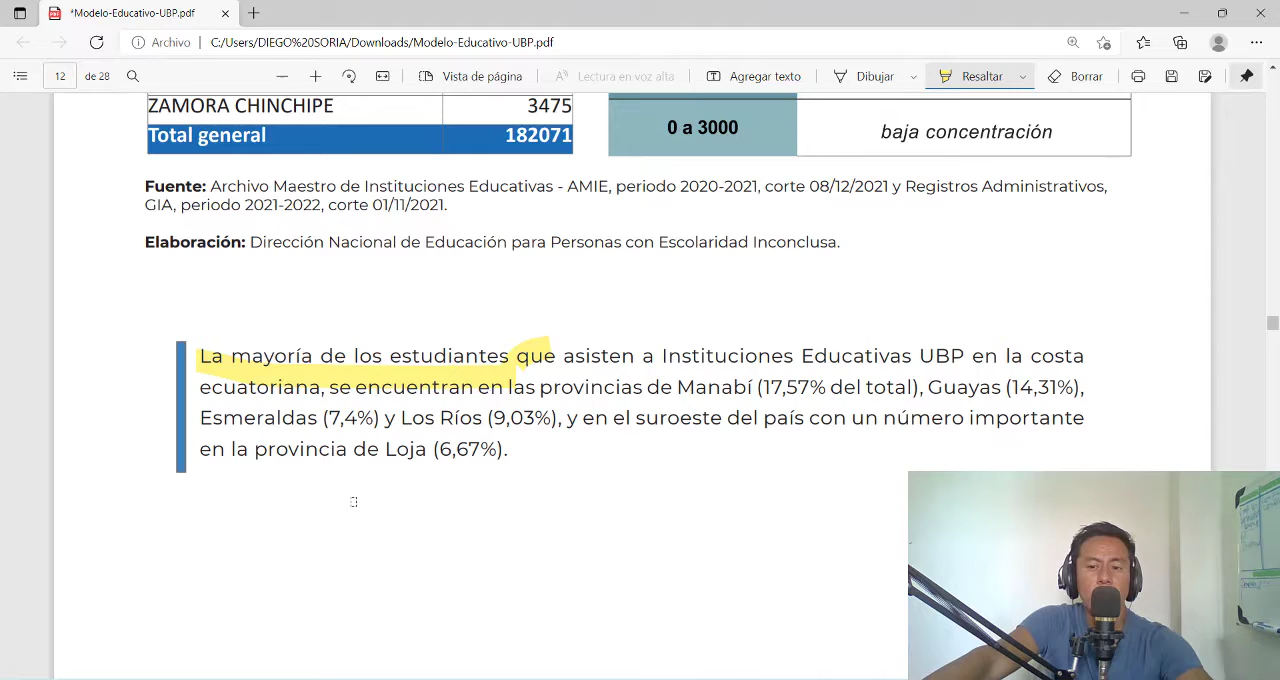 *Modelo-Educativo-UBP.pdf
Archivo C:/Users/DIEGO%20SORIA/Downloads/Modelo-Educativo-UBP.pdf
12 de 28 Vista de página Lectura en voz alta Agregar texto Dibujar Resaltar Borrar
ZAMORA CHINCHIPE 3475
Total general 182071
0 a 3000 baja concentración
Fuente: Archivo Maestro de Instituciones Educativas - AMIE, periodo 2020-2021, corte 08/12/2021 y Registros Administrativos,
GIA, periodo 2021-2022, corte 01/11/2021.
Elaboración: Dirección Nacional de Educación para Personas con Escolaridad Inconclusa.
La mayoría de los estudiantes que asisten a Instituciones Educativas UBP en la costa
ecuatoriana, se encuentran en las provincias de Manabí (17,57% del total), Guayas (14,31%),
Esmeraldas (7,4%) y Los Ríos (9,03%), y en el suroeste del país con un número importante
en la provincia de Loja (6,67%).